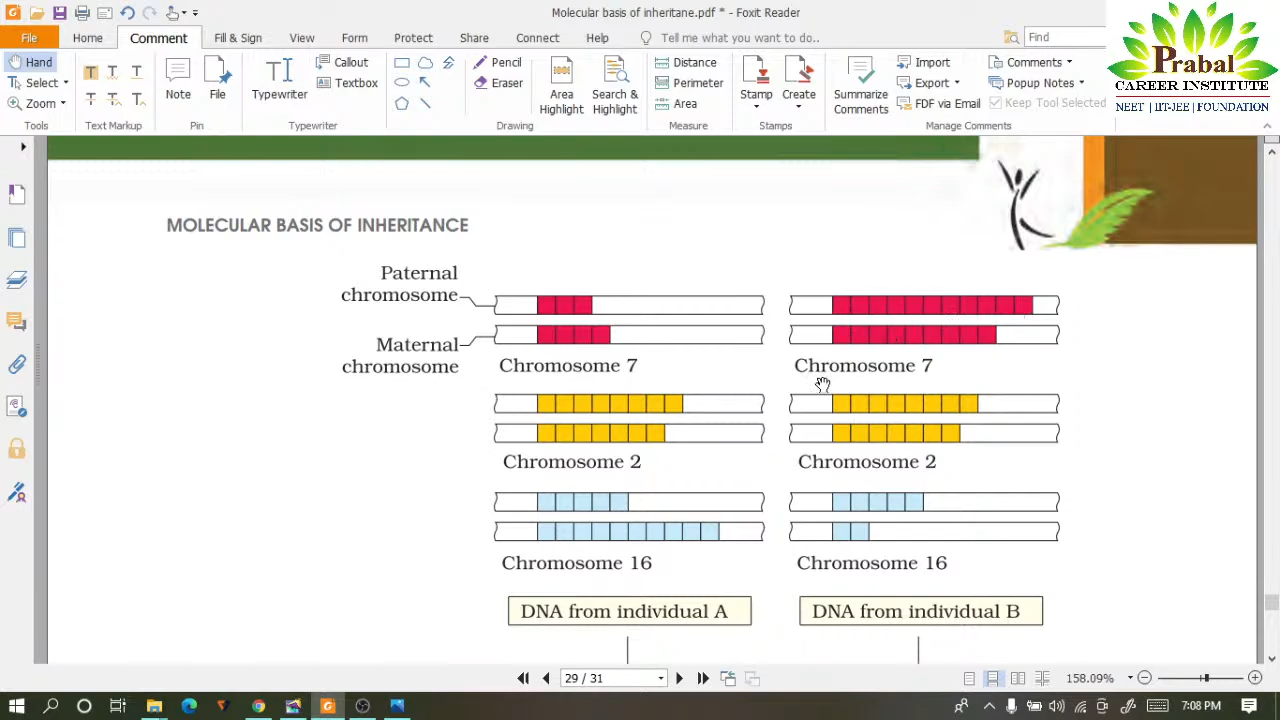 Molecular basis of inheritane.pdf * - Foxit Reader
File Home Comment Fill & Sign View Form Protect Share Connect Help Tell me what you want to do.. Find
Prabal
CAREER INSTITUTE
NEET | IIT-JEE | FOUNDATION
Hand
Select
Zoom
Tools
Text Markup
Note
File
Pin
Typewriter
Callout
Textbox
Typewriter
Pencil
Eraser
Area
Highlight
Search &
Highlight
Drawing
Distance
Perimeter
Area
Measure
Stamp
Create
Stamps
Summarize
Comments
Import
Export
FDF via Email
Comments
Popup Notes
Keep Tool Selected
Manage Comments
MOLECULAR BASIS OF INHERITANCE
Paternal
chromosome
Maternal
chromosome
Chromosome 7
Chromosome 7
Chromosome 2
Chromosome 2
Chromosome 16
Chromosome 16
DNA from individual A
DNA from individual B
29 / 31
158.09%
7:08 PM